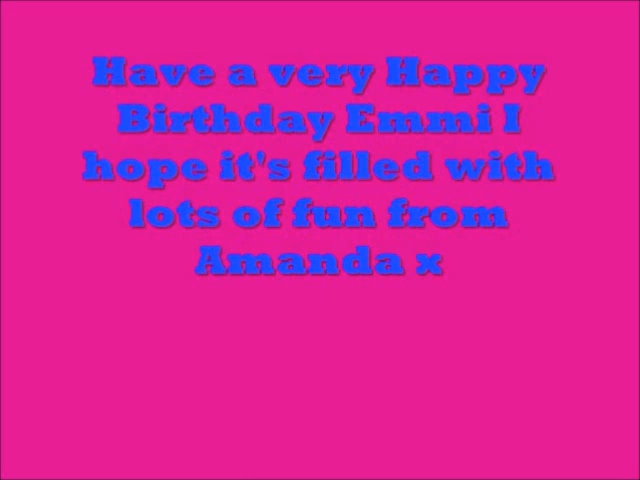 Have a very Happy
Birthday Emmi I
hope it's filled with
lots of fun from
Amanda x